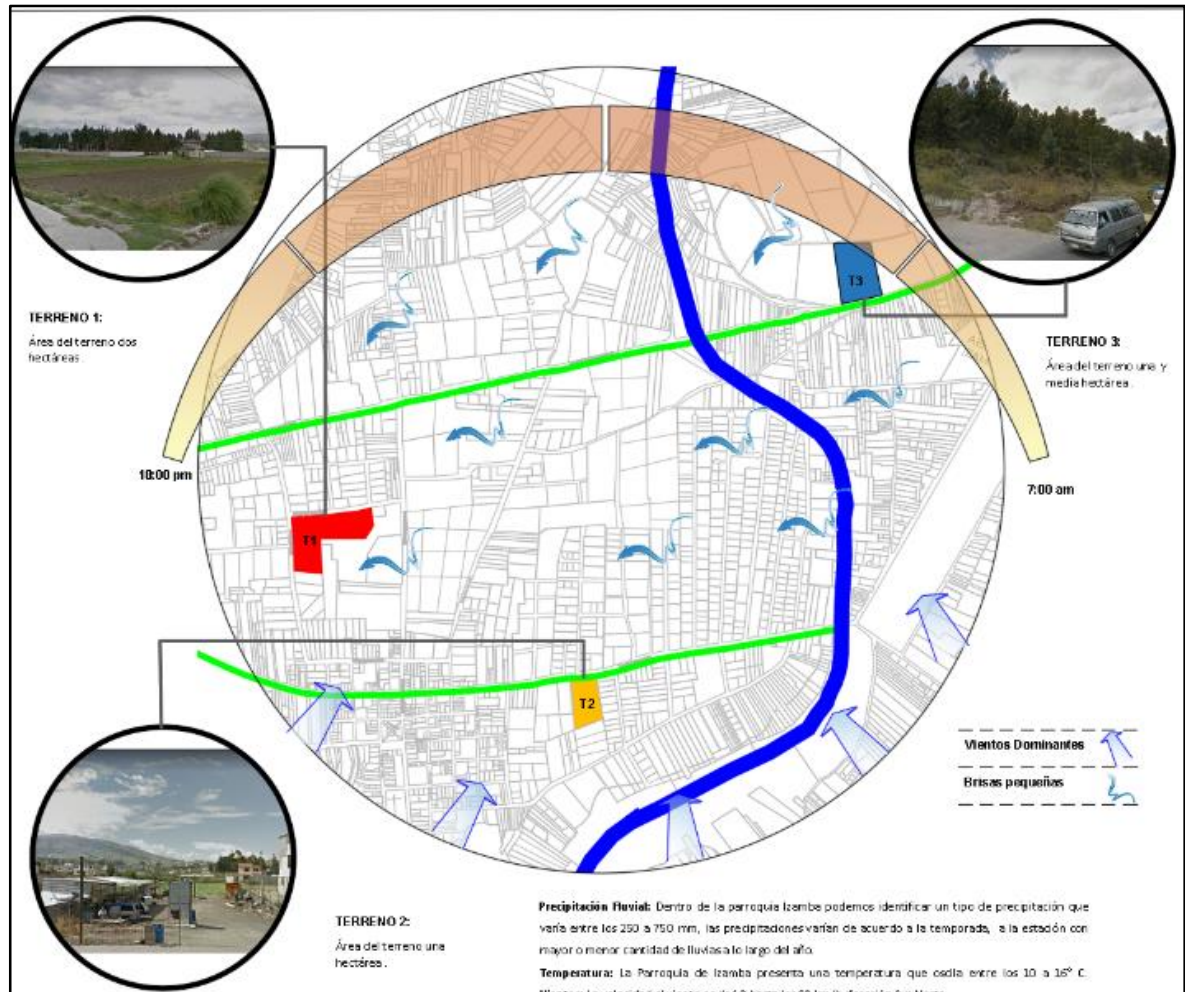 TERRENO 1:
Área del terreno dos
hectáreas.
T3
TERRENO 3:
Área del terreno una y
media hectárea.
18:00 pm
7:00 am
T1
T2
Vientos Dominantes
Brisas pequeñas
TERRENO 2:
Área del terreno una
hectárea.
Precipitación Fluvial: Dentro de la parroquia Izamba podemos identificar un tipo de precipitación que
varía entre los 250 a 750 mm, las precipitaciones varían de acuerdo a la temporada, a la estación con
mayor o menor cantidad de lluvias a lo largo del año.
Temperatura: La Parroquia de Izamba presenta una temperatura que oscila entre los 10 a 16° C.